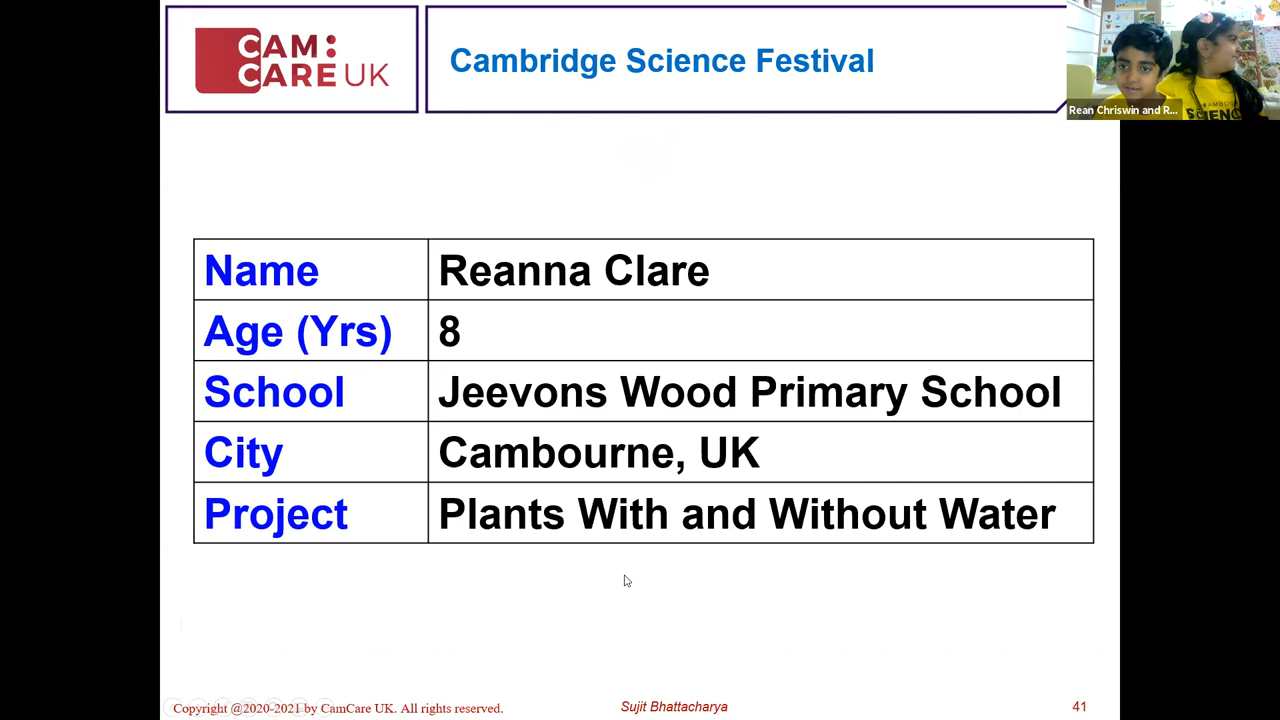 CAM:
CARE UK
Cambridge Science Festival
Rean Chriswin and R...
SCIENC
Name Reanna Clare
Age (Yrs) 8
School Jeevons Wood Primary School
City Cambourne, UK
Project Plants With and Without Water
Copyright @2020-2021 by CamCare UK. All rights reserved.
Sujit Bhattacharya
41